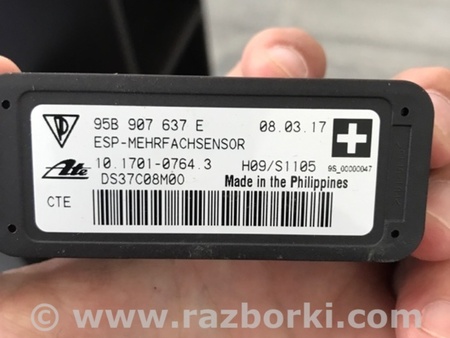 95B 907 637 E 08.03.17
ESP-MEHRFACHSENSOR
Ate 10.1701-0764.3 H09/S1105 95_00000047
DS37C08M00 Made in the Philippines
CTE
© www.razborki.com